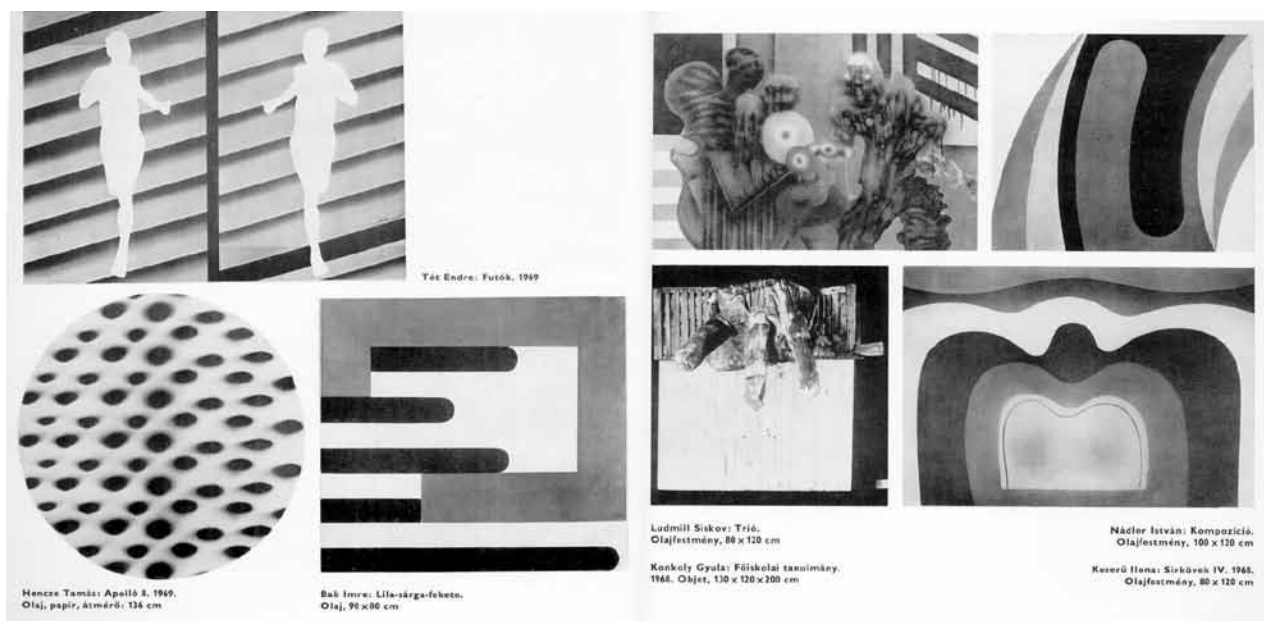 Tót Endre: Futók. 1969
Hencze Tamás: Apolló 8. 1969.
Olaj, papír, átmérő: 136 cm
Bak Imre: Lila-sárga-fekete.
Olaj, 90 x 80 cm
Ludmill Siskov: Trió.
Olajfestmény, 80 x 120 cm
Konkoly Gyula: Főiskolai tanulmány.
1968. Objet, 130 x 120 x 200 cm
Nádler István: Kompozíció.
Olajfestmény, 100 x 120 cm
Keserü Ilona: Sírkövek IV. 1968.
Olajfestmény, 80 x 120 cm